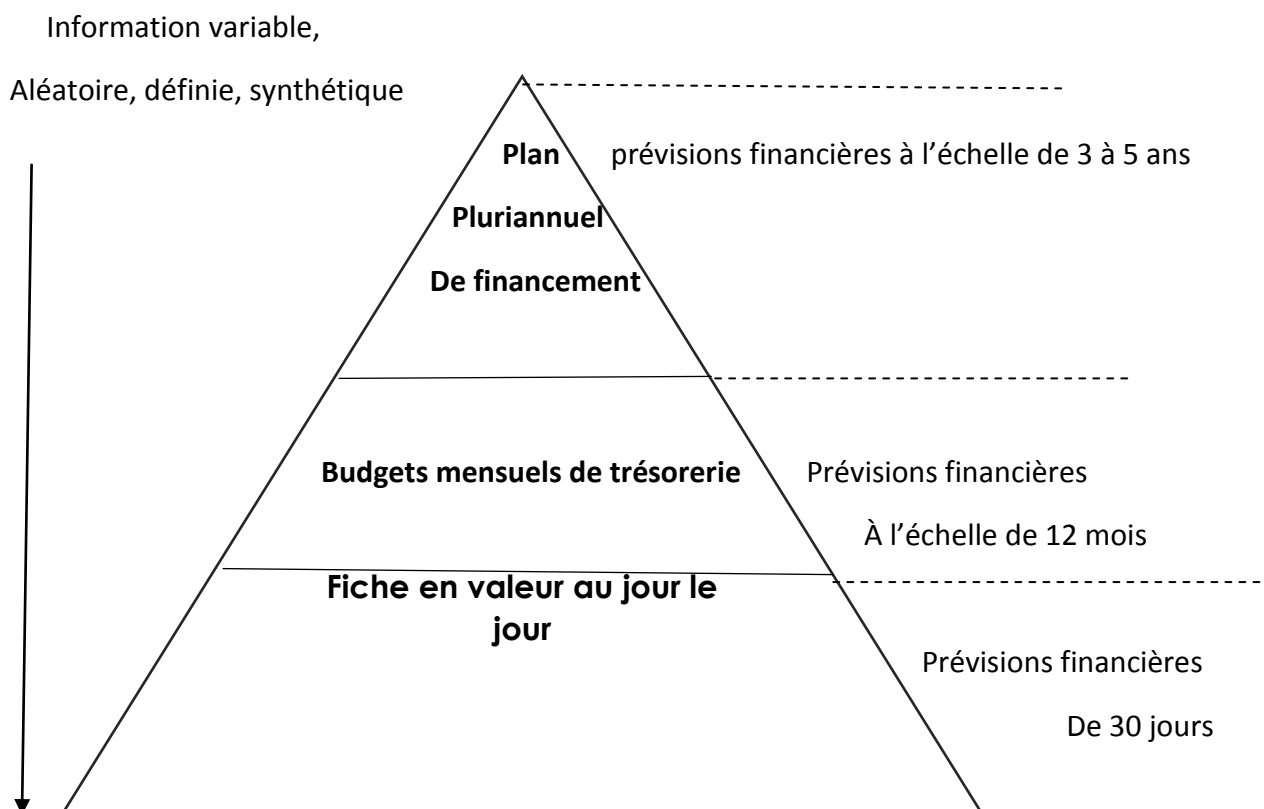 Information variable,
Aléatoire, définie, synthétique
Plan
prévisions financières à l’échelle de 3 à 5 ans
Pluriannuel
De financement
Budgets mensuels de trésorerie
Prévisions financières
À l’échelle de 12 mois
Fiche en valeur au jour le
jour
Prévisions financières
De 30 jours